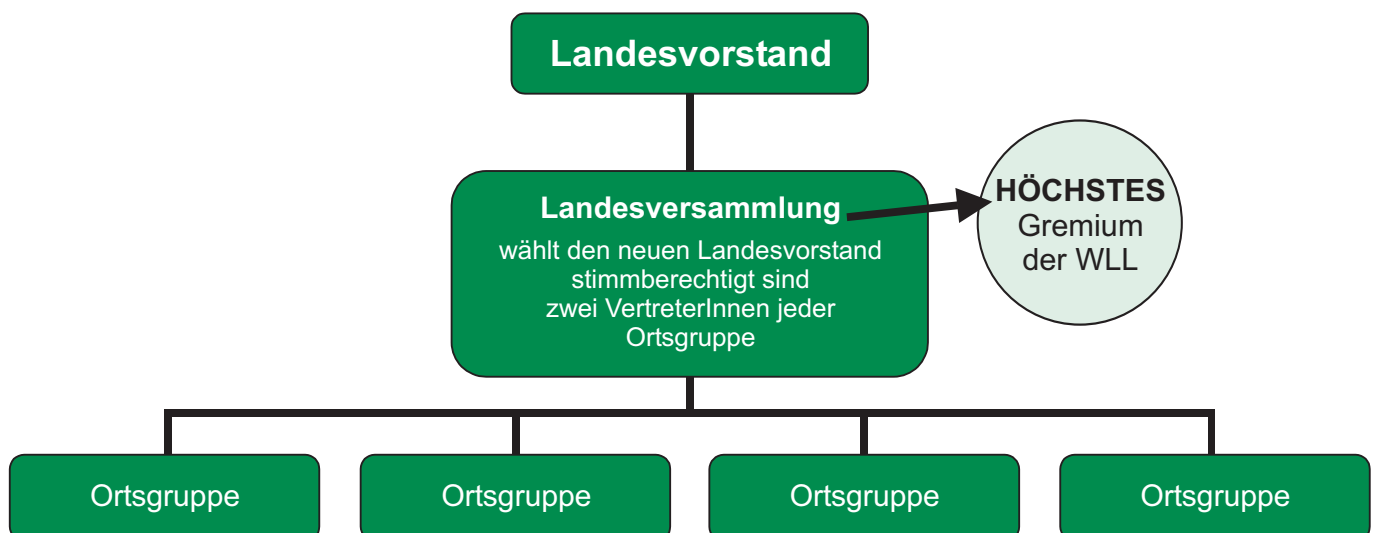 Landesvorstand
Landesversammlung
wählt den neuen Landesvorstand
stimmberechtigt sind
zwei VertreterInnen jeder
Ortsgruppe
HÖCHSTES
Gremium
der WLL
Ortsgruppe
Ortsgruppe
Ortsgruppe
Ortsgruppe